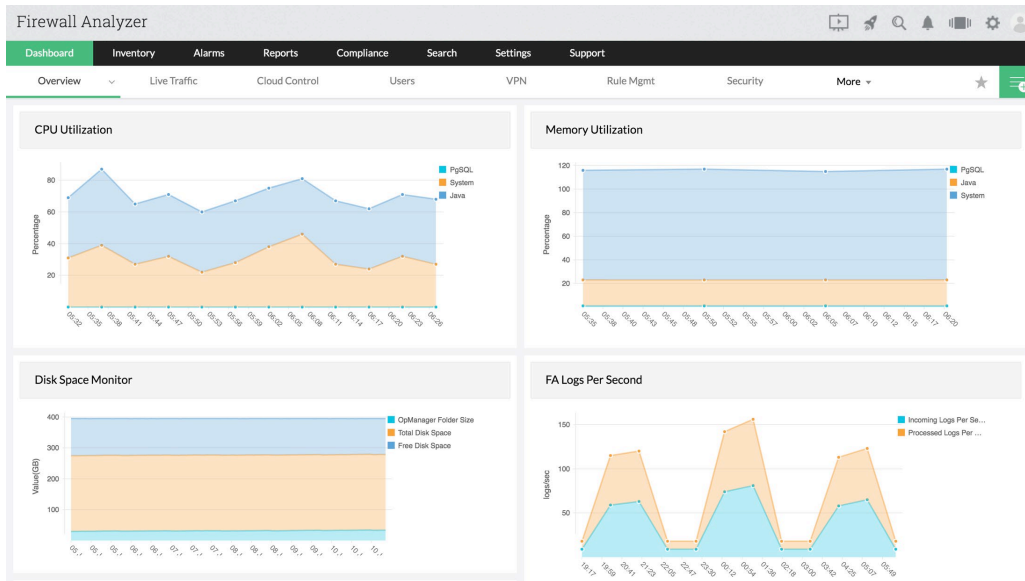 Firewall Analyzer
Dashboard Inventory Alarms Reports Compliance Search Settings Support
Overview Live Traffic Cloud Control Users VPN Rule Mgmt Security More
CPU Utilization
80
60
40
20
Percentage
PgSQL
System
Java
05:32 05:35 05:38 05:41 05:44 05:47 05:50 05:53 05:56 05:59 06:02 06:05 06:08 06:11 06:14 06:17 06:20 06:23 06:26
Memory Utilization
120
100
80
60
40
20
Percentage
PgSQL
Java
System
05:35 05:38 05:40 05:43 05:45 05:48 05:50 05:52 05:55 05:57 06:00 06:02 06:05 06:07 06:10 06:12 06:15 06:17 06:20
Disk Space Monitor
400
300
200
100
Value(GB)
OpManager Folder Size
Total Disk Space
Free Disk Space
FA Logs Per Second
150
100
50
logs/sec
Incoming Logs Per Se...
Processed Logs Per ...
19:17 19:59 20:41 21:23 22:05 22:47 23:30 00:12 00:54 01:36 02:18 03:00 03:42 04:25 05:07 05:49